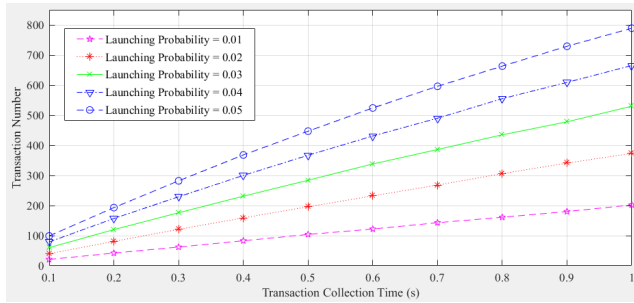 800
700
600
500
400
300
200
100
0
Transaction Number
Launching Probability = 0.01
Launching Probability = 0.02
Launching Probability = 0.03
Launching Probability = 0.04
Launching Probability = 0.05
0.1 0.2 0.3 0.4 0.5 0.6 0.7 0.8 0.9 1
Transaction Collection Time (s)